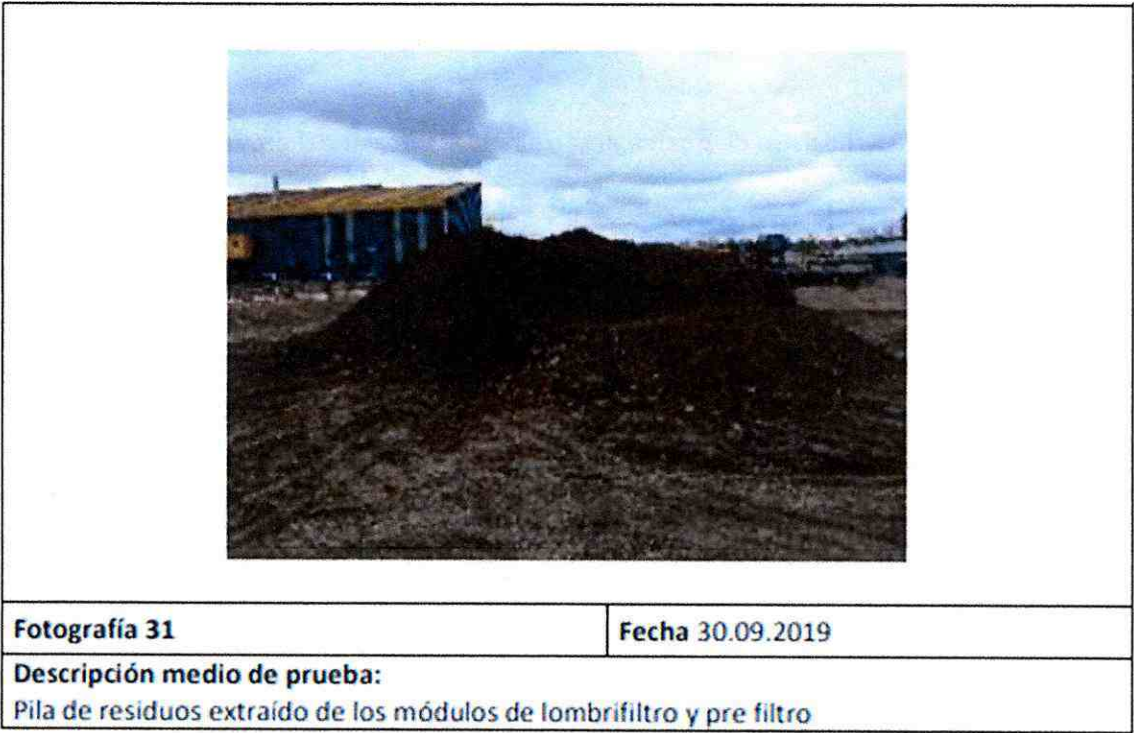 Fotografía 31
Fecha 30.09.2019
Descripción medio de prueba:
Pila de residuos extraído de los módulos de lombrifiltro y pre filtro